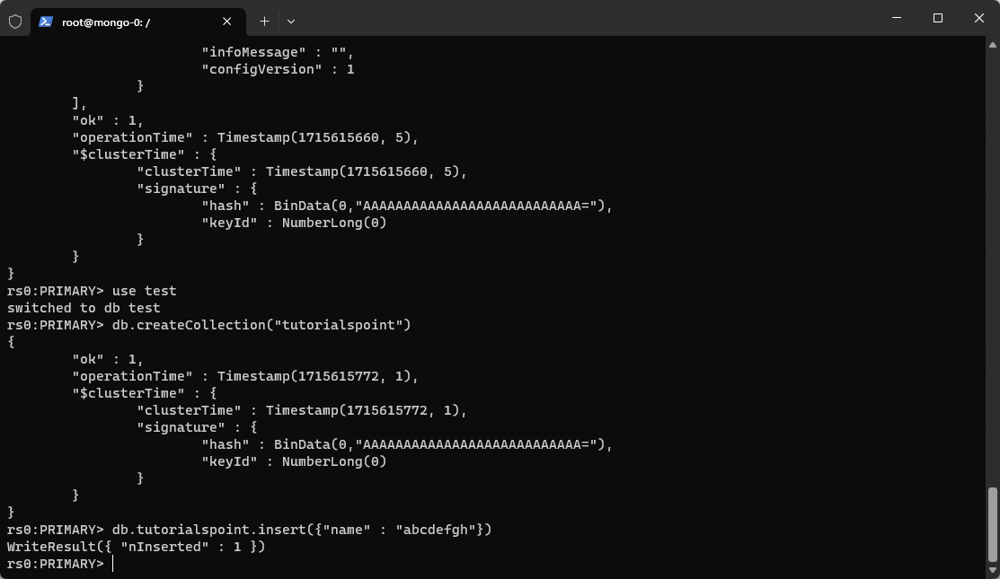 root@mongo-0: /
                        "infoMessage" : "",
                        "configVersion" : 1
                }
        ],
        "ok" : 1,
        "operationTime" : Timestamp(1715615660, 5),
        "$clusterTime" : {
                "clusterTime" : Timestamp(1715615660, 5),
                "signature" : {
                        "hash" : BinData(0,"AAAAAAAAAAAAAAAAAAAAAAAAAAA="),
                        "keyId" : NumberLong(0)
                }
        }
}
rs0:PRIMARY> use test
switched to db test
rs0:PRIMARY> db.createCollection("tutorialspoint")
{
        "ok" : 1,
        "operationTime" : Timestamp(1715615772, 1),
        "$clusterTime" : {
                "clusterTime" : Timestamp(1715615772, 1),
                "signature" : {
                        "hash" : BinData(0,"AAAAAAAAAAAAAAAAAAAAAAAAAAA="),
                        "keyId" : NumberLong(0)
                }
        }
}
rs0:PRIMARY> db.tutorialspoint.insert({"name" : "abcdefgh"})
WriteResult({ "nInserted" : 1 })
rs0:PRIMARY>